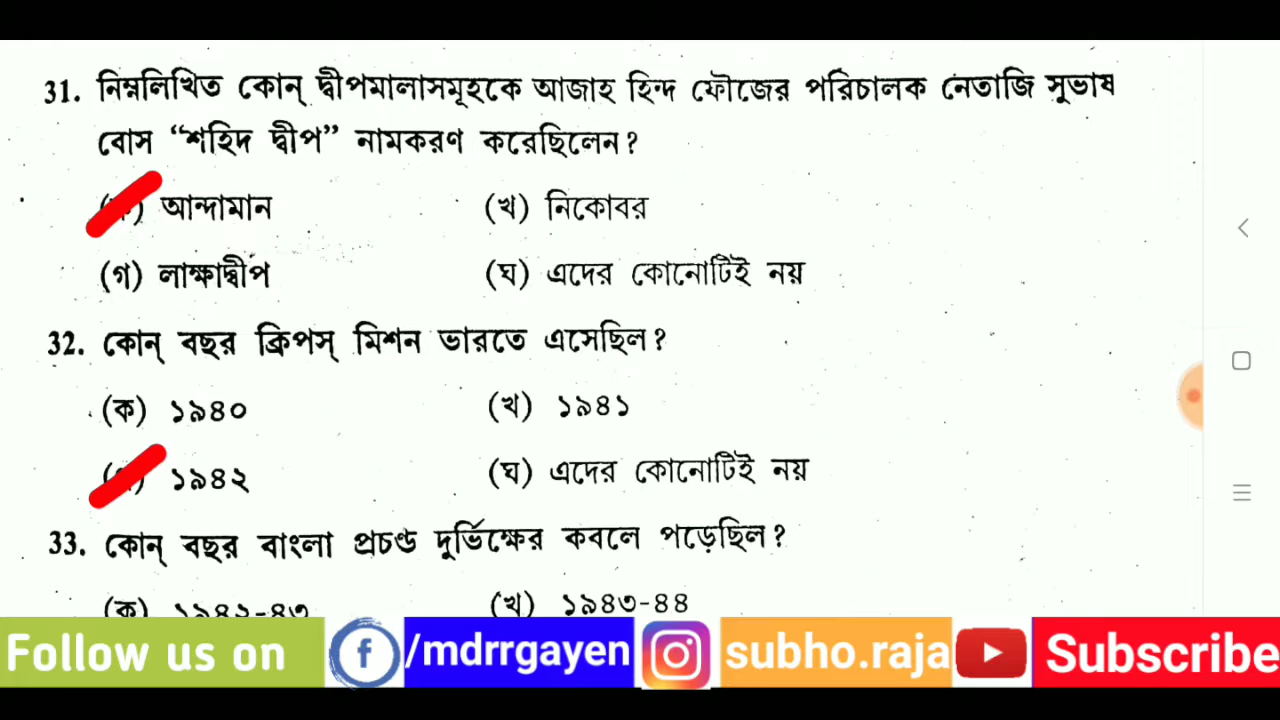 31. নিম্নলিখিত কোন্ দ্বীপমালাসমূহকে আজাহ হিন্দ ফৌজের পরিচালক নেতাজি সুভাষ
বোস “শহিদ দ্বীপ” নামকরণ করেছিলেন?
আন্দামান (খ) নিকোবর
(গ) লাক্ষাদ্বীপ (ঘ) এদের কোনোটিই নয়
32. কোন্ বছর ক্রিপস্ মিশন ভারতে এসেছিল?
(ক) ১৯৪০ (খ) ১৯৪১
১৯৪২ (ঘ) এদের কোনোটিই নয়
33. কোন্ বছর বাংলা প্রচণ্ড দুর্ভিক্ষের কবলে পড়েছিল?
(ক) ১৯৪২-৪৩ (খ) ১৯৪৩-৪৪
Follow us on f /mdrrgayen subho.raja Subscribe